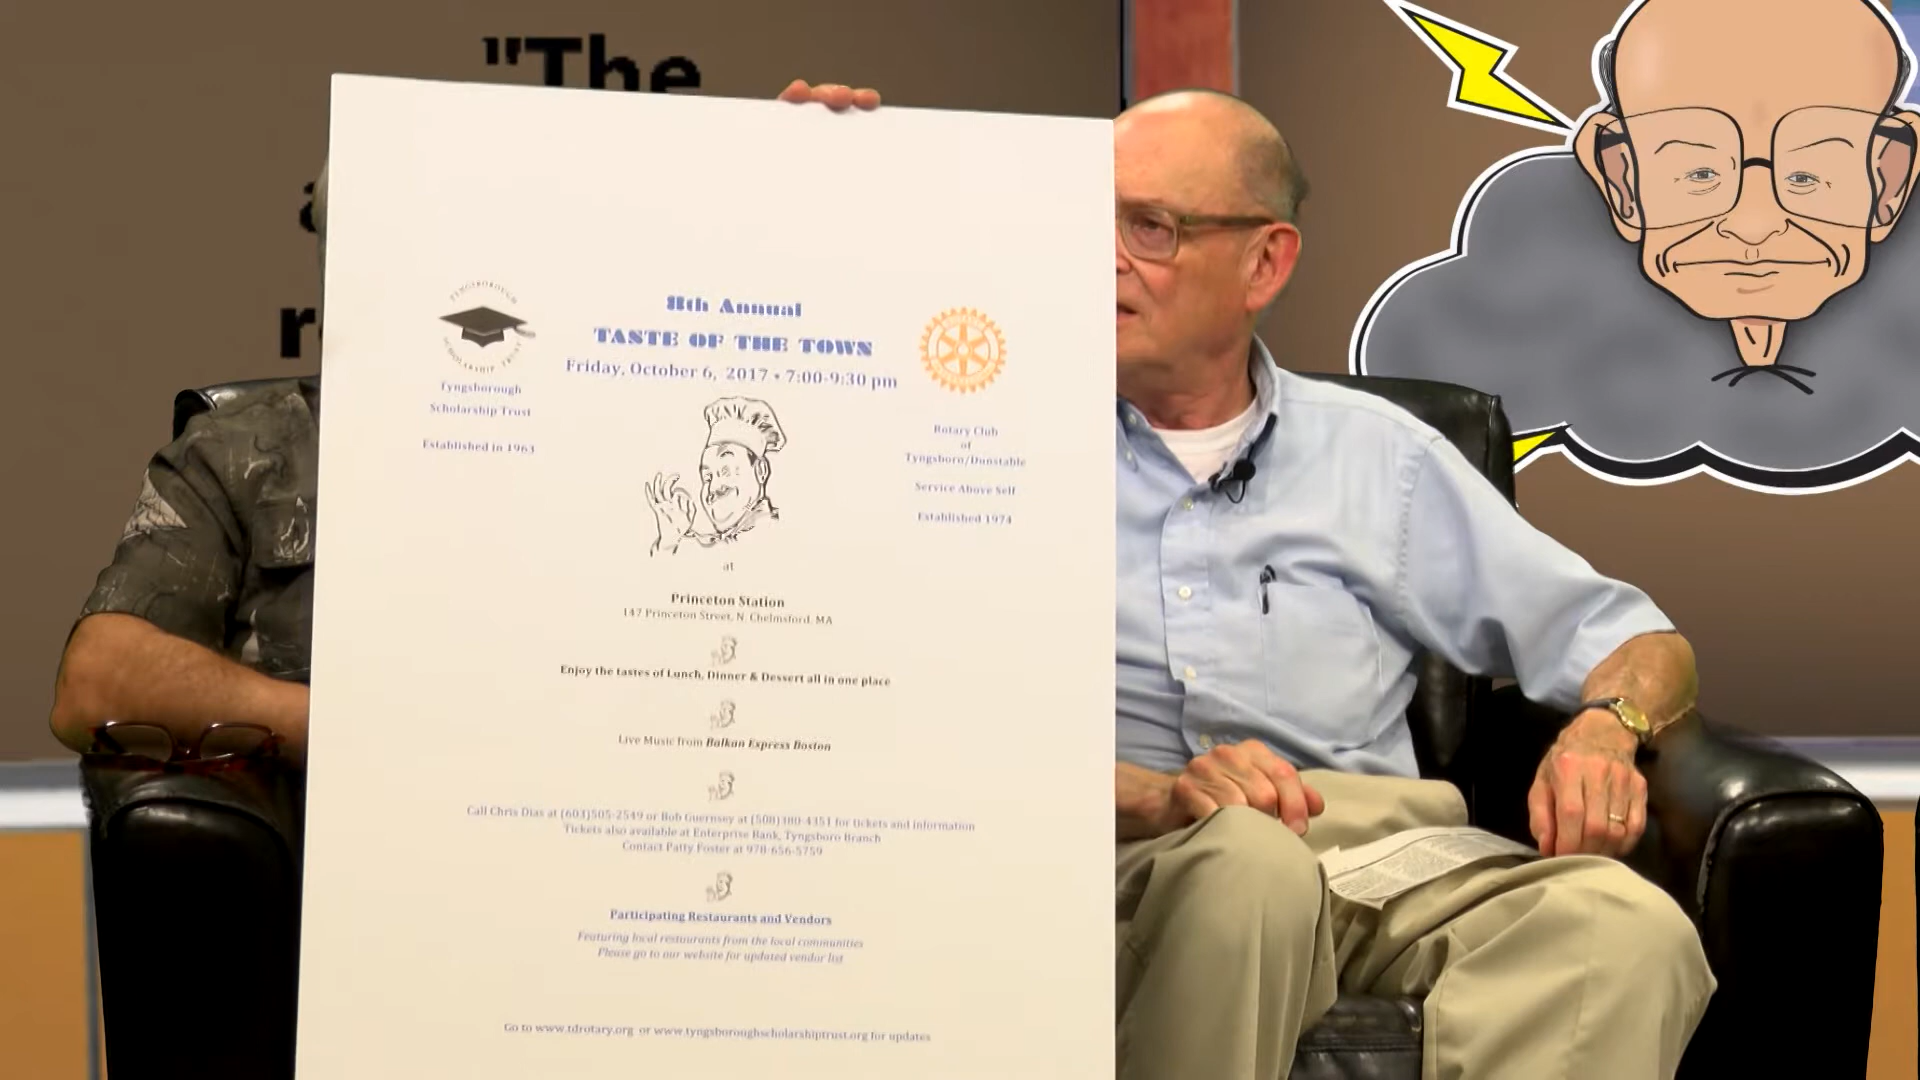 "The
8th Annual
TASTE OF THE TOWN
Friday, October 6, 2017 • 7:00-9:30 pm
TYNGSBOROUGH
SCHOLARSHIP TRUST
Tyngsborough
Scholarship Trust
Established in 1963
Rotary Club
of
Tyngsboro/Dunstable
Service Above Self
Established 1974
at
Princeton Station
147 Princeton Street, N. Chelmsford, MA
Enjoy the tastes of Lunch, Dinner & Dessert all in one place
Live Music from Balkan Express Boston
Call Chris Dias at (603)505-2549 or Bob Guernsey at (508)380-4351 for tickets and information
Tickets also available at Enterprise Bank, Tyngsboro Branch
Contact Patty Foster at 978-656-5759
Participating Restaurants and Vendors
Featuring local restaurants from the local communities
Please go to our website for updated vendor list
Go to www.tdrotary.org or www.tyngsboroughscholarshiptrust.org for updates